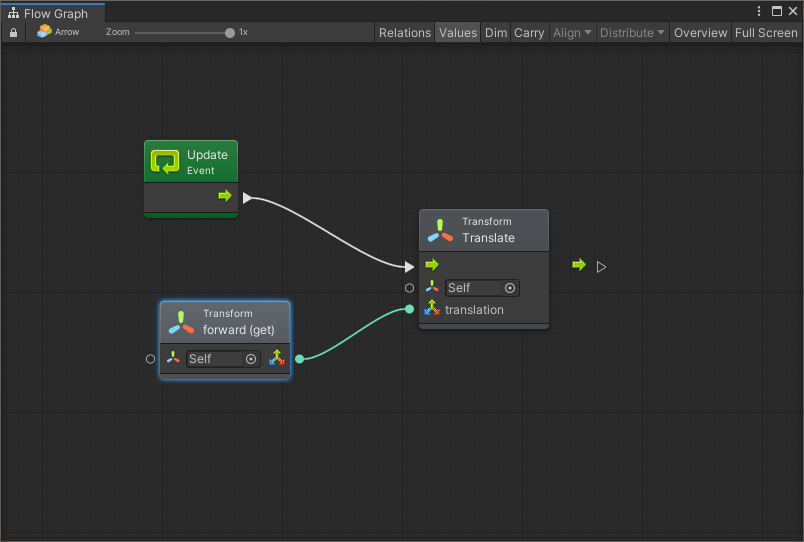 Flow Graph
Arrow Zoom 1x Relations Values Dim Carry Align Distribute Overview Full Screen
Update
Event
Transform
Translate
Self
translation
Transform
forward (get)
Self